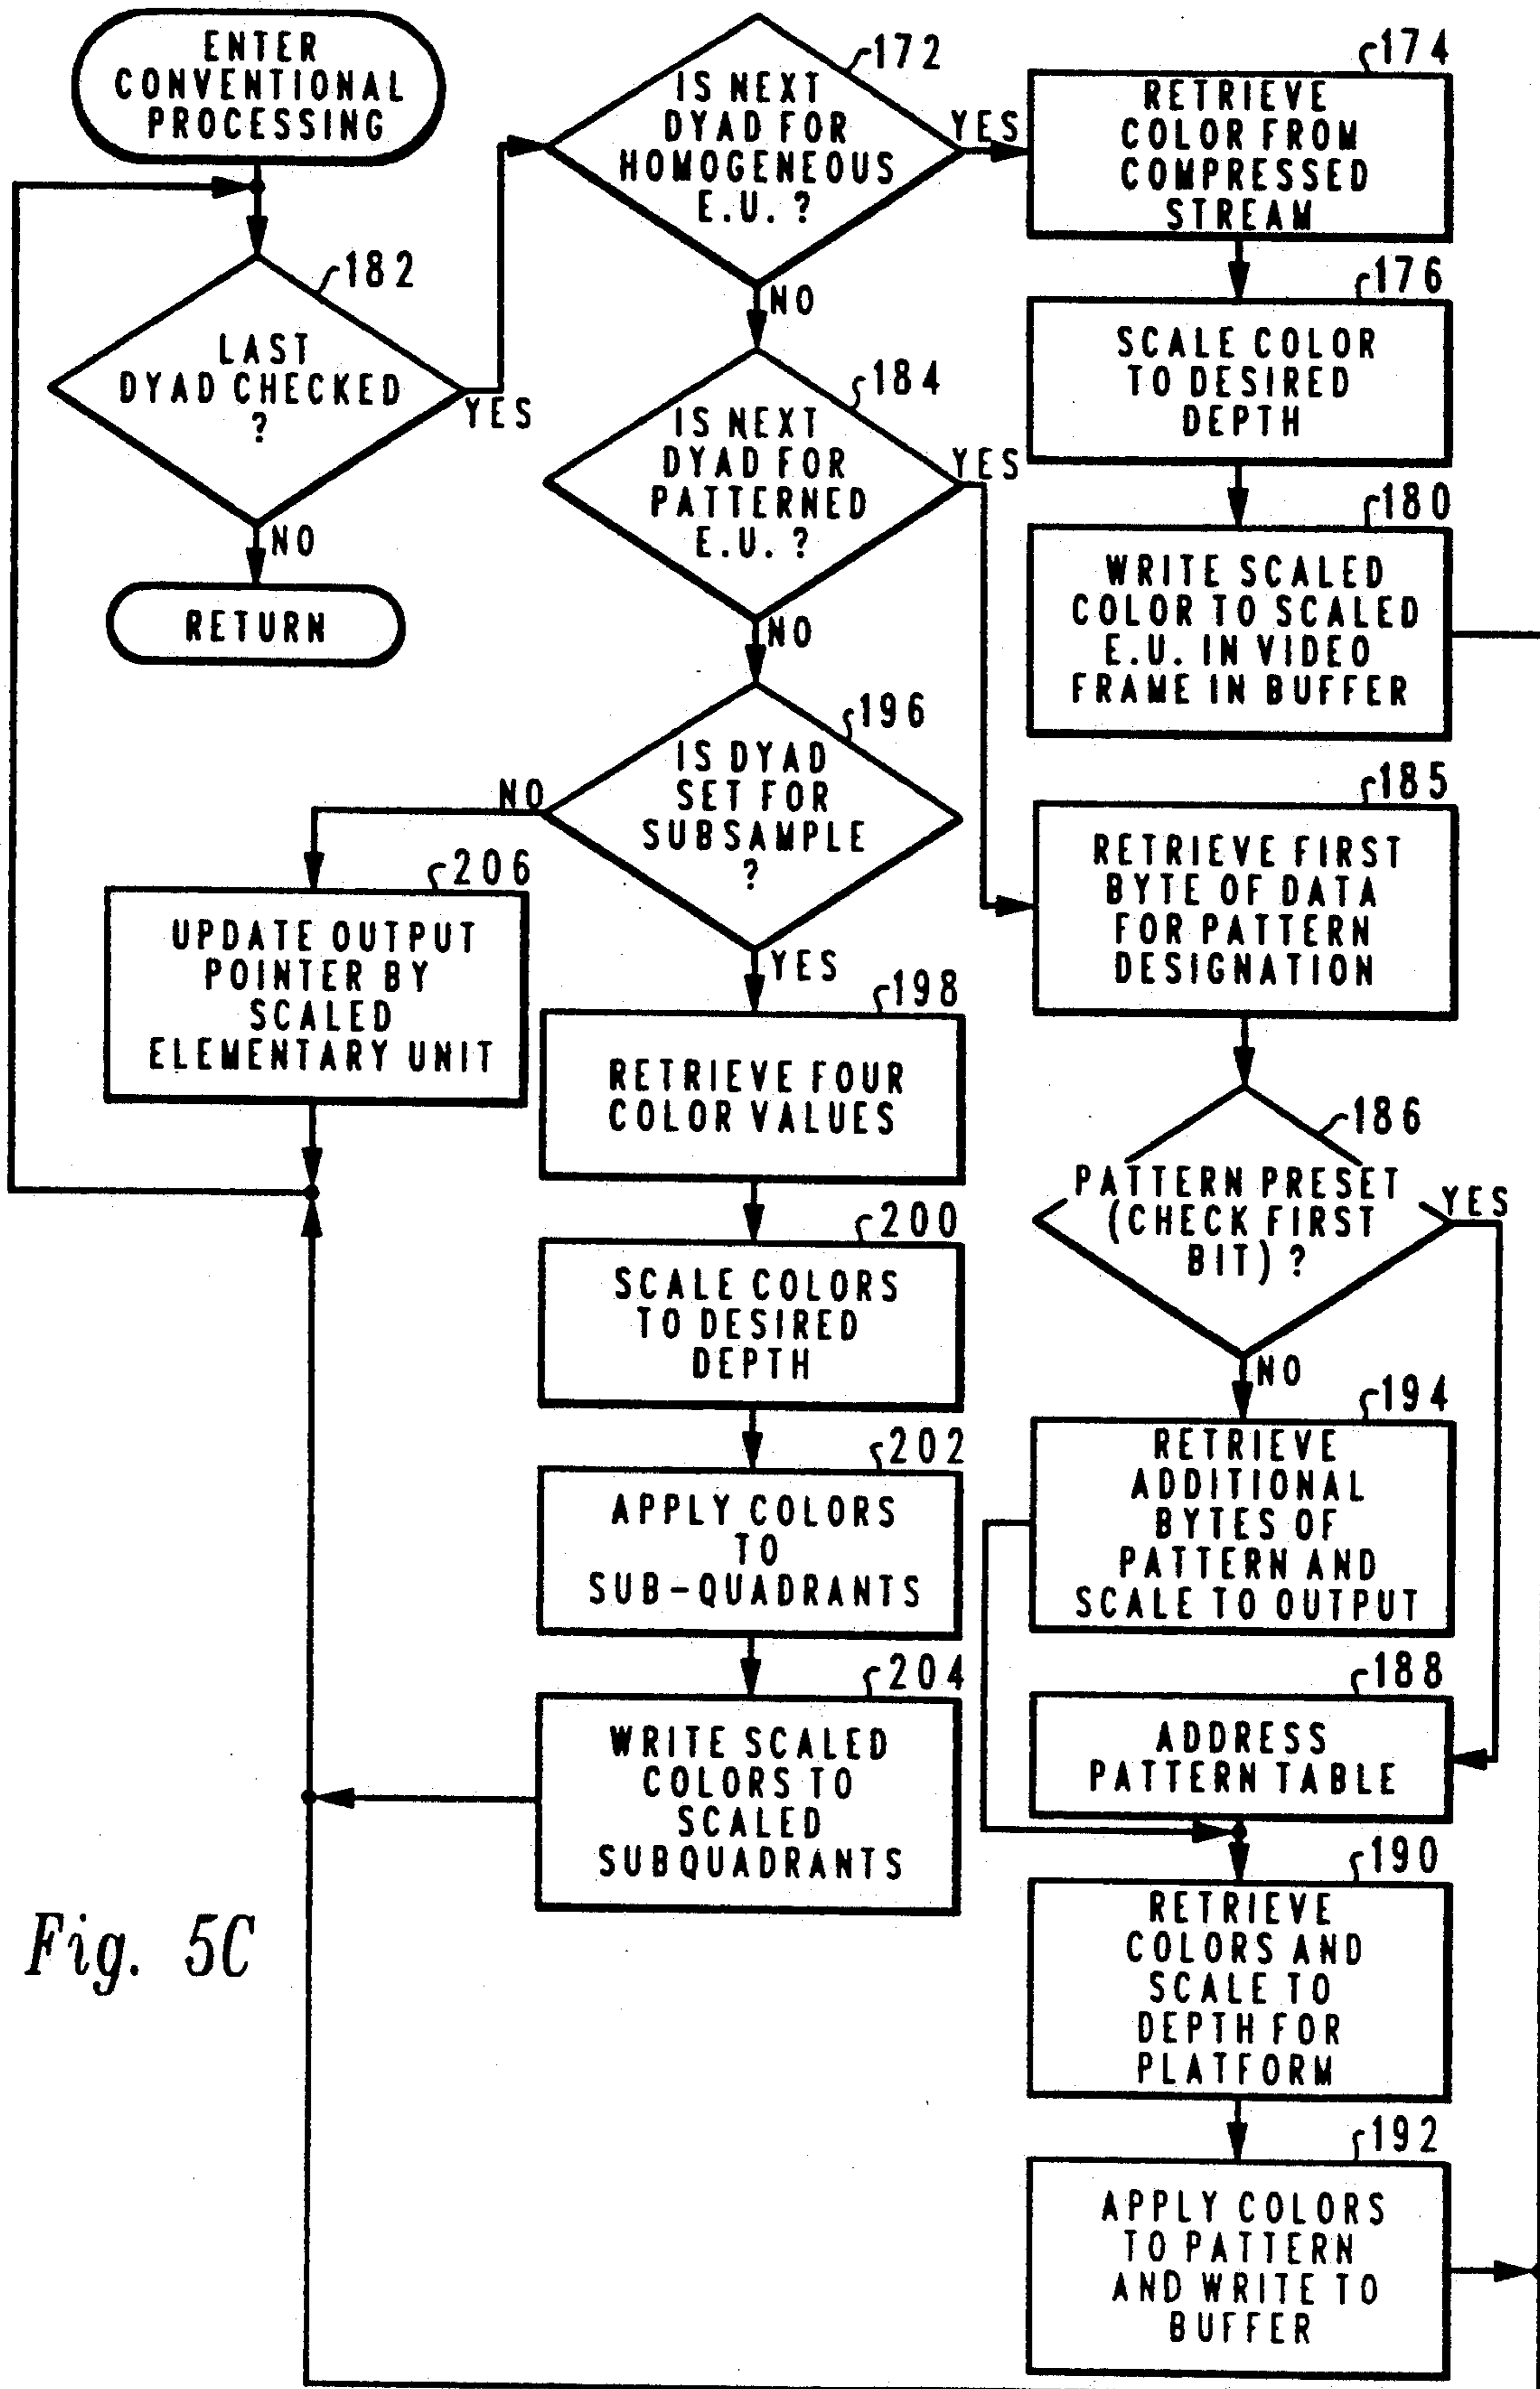 ENTER
CONVENTIONAL
PROCESSING
182
LAST
DYAD CHECKED
?
YES
NO
RETURN
172
IS NEXT
DYAD FOR
HOMOGENEOUS
E.U. ?
YES
NO
174
RETRIEVE
COLOR FROM
COMPRESSED
STREAM
176
SCALE COLOR
TO DESIRED
DEPTH
180
WRITE SCALED
COLOR TO SCALED
E.U. IN VIDEO
FRAME IN BUFFER
184
IS NEXT
DYAD FOR
PATTERNED
E.U. ?
YES
NO
196
IS DYAD
SET FOR
SUBSAMPLE
?
NO
YES
206
UPDATE OUTPUT
POINTER BY
SCALED
ELEMENTARY UNIT
198
RETRIEVE FOUR
COLOR VALUES
200
SCALE COLORS
TO DESIRED
DEPTH
202
APPLY COLORS
TO
SUB-QUADRANTS
204
WRITE SCALED
COLORS TO
SCALED
SUBQUADRANTS
185
RETRIEVE FIRST
BYTE OF DATA
FOR PATTERN
DESIGNATION
186
PATTERN PRESET
(CHECK FIRST
BIT) ?
YES
NO
194
RETRIEVE
ADDITIONAL
BYTES OF
PATTERN AND
SCALE TO OUTPUT
188
ADDRESS
PATTERN TABLE
190
RETRIEVE
COLORS AND
SCALE TO
DEPTH FOR
PLATFORM
192
APPLY COLORS
TO PATTERN
AND WRITE TO
BUFFER
Fig. 5C